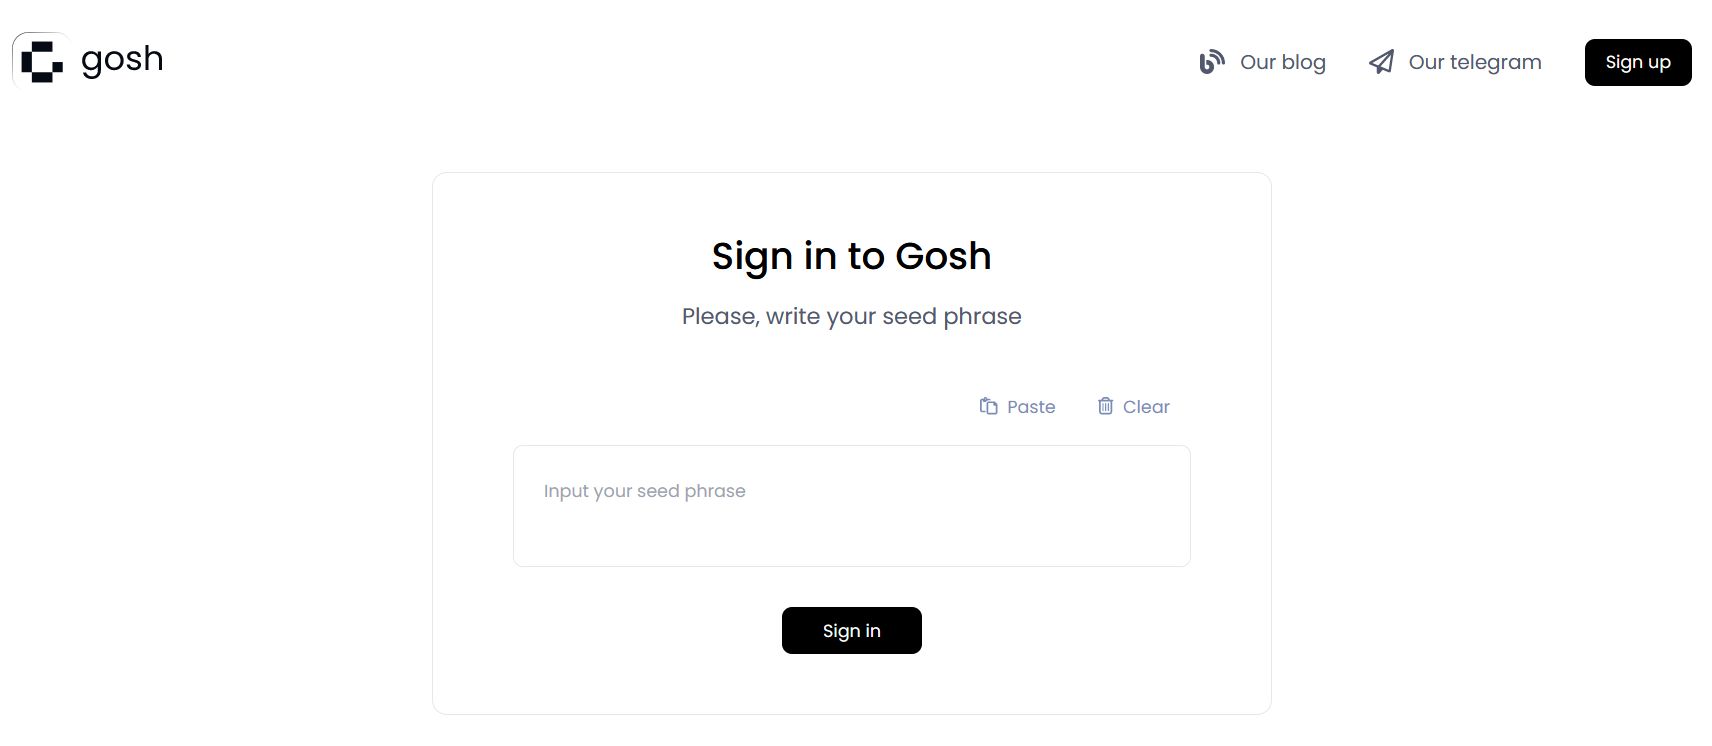 gosh
Our blog
Our telegram
Sign up
Sign in to Gosh
Please, write your seed phrase
Paste
Clear
Input your seed phrase
Sign in